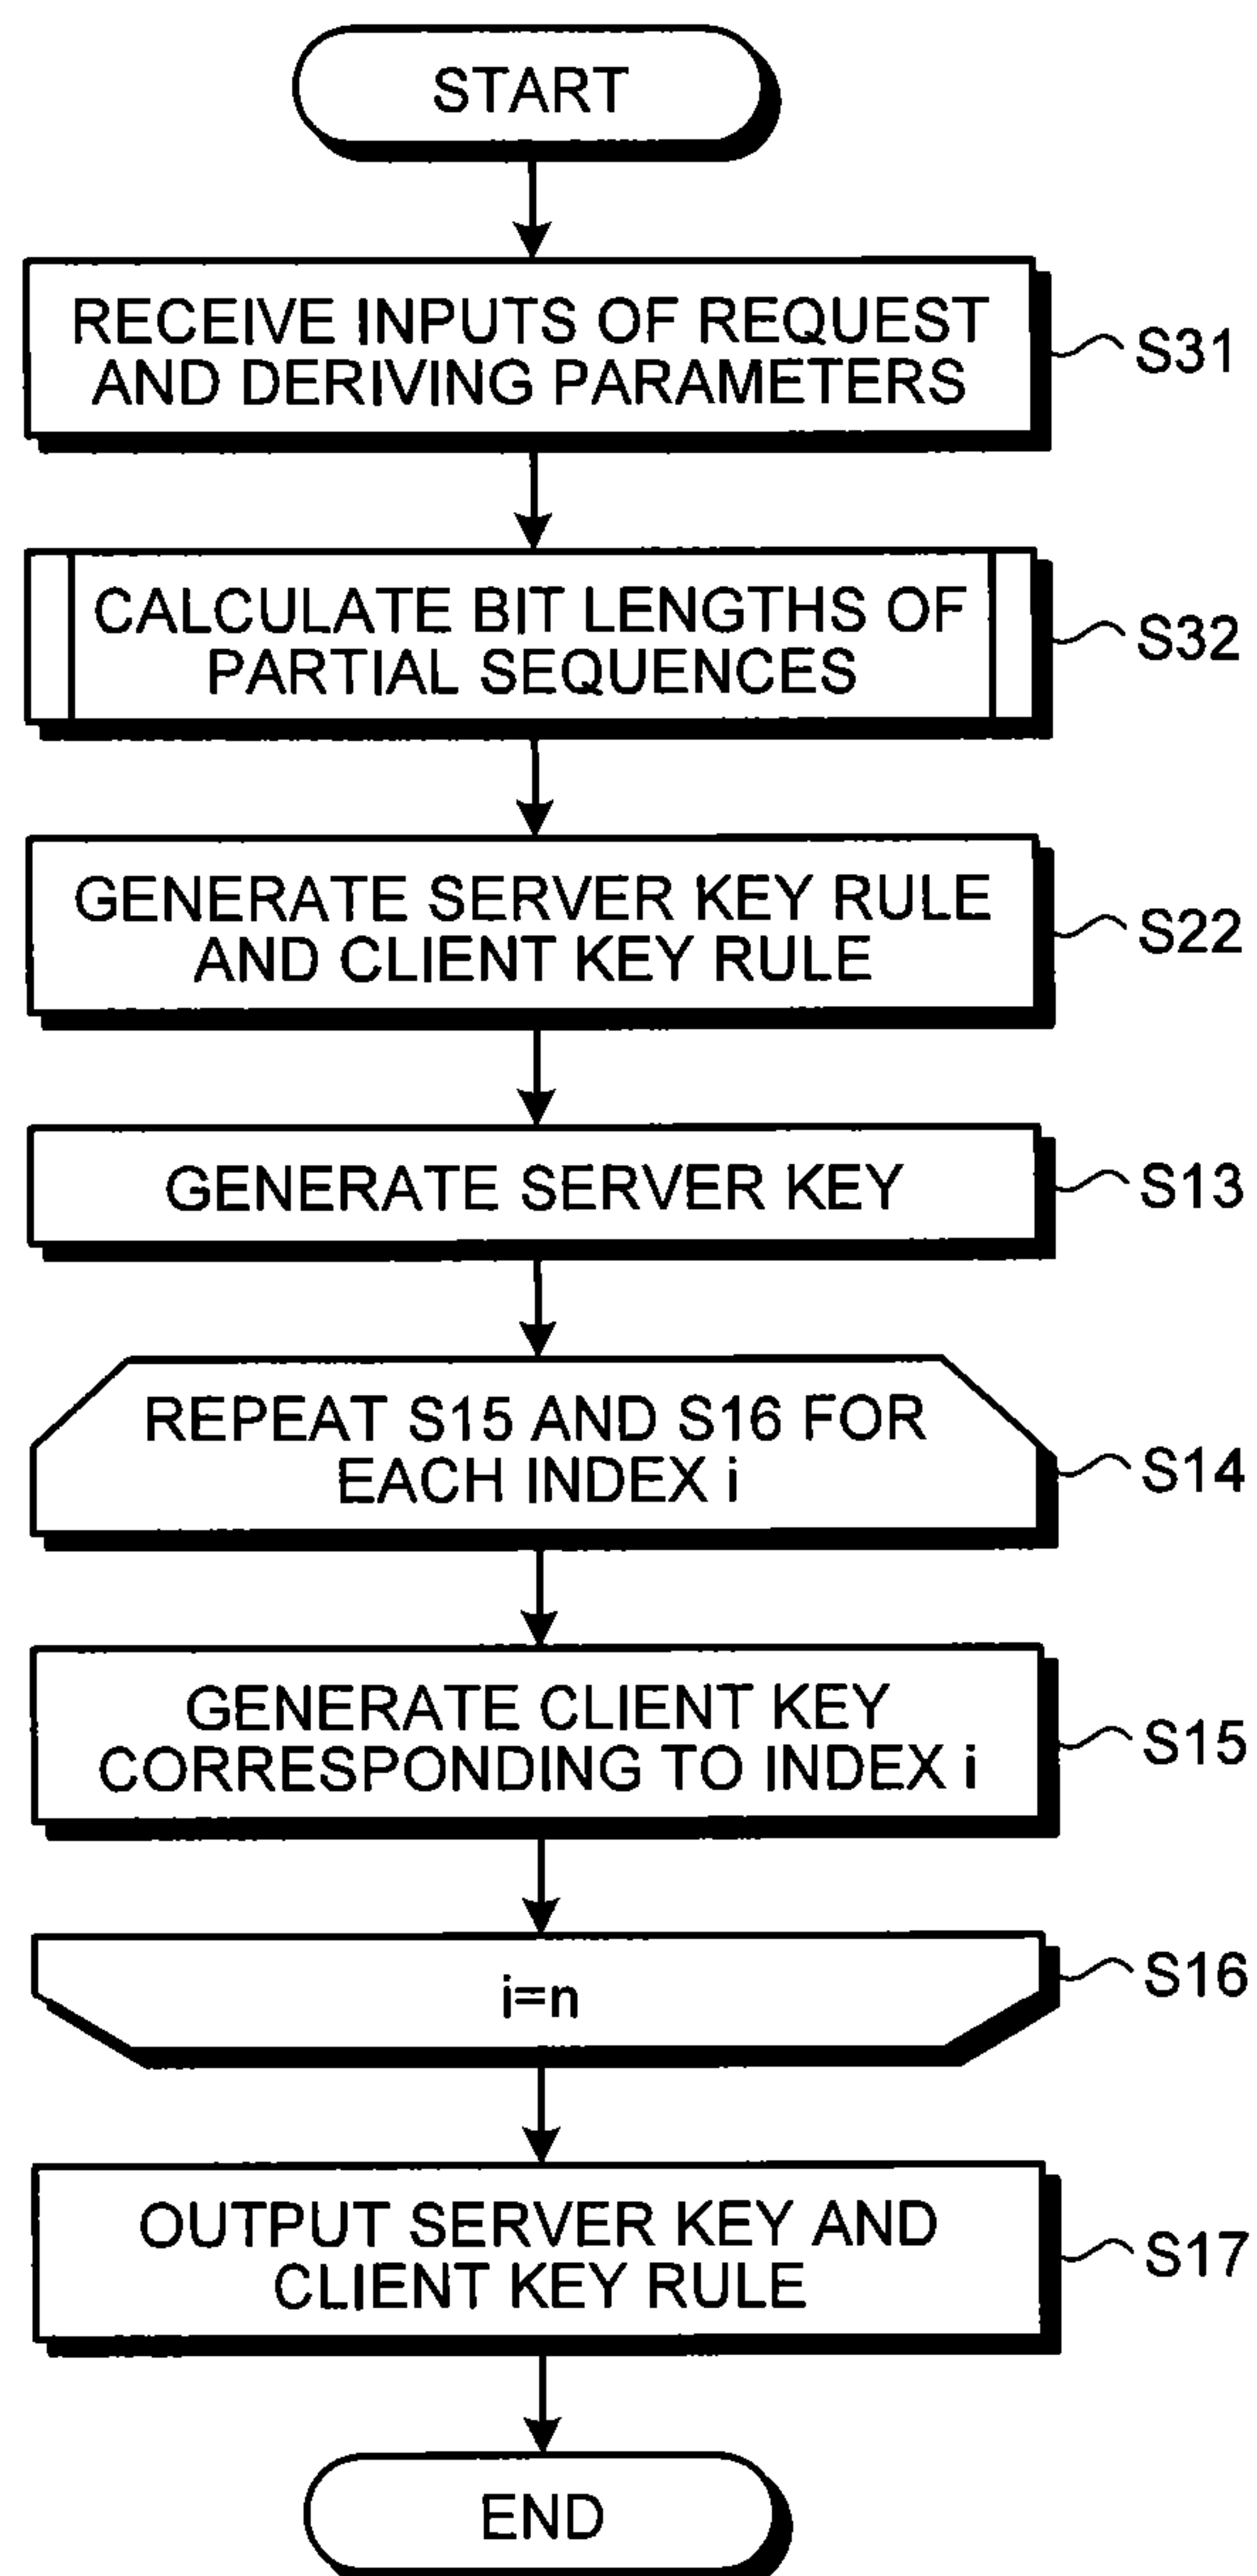 START
RECEIVE INPUTS OF REQUEST
AND DERIVING PARAMETERS
S31
CALCULATE BIT LENGTHS OF
PARTIAL SEQUENCES
S32
GENERATE SERVER KEY RULE
AND CLIENT KEY RULE
S22
GENERATE SERVER KEY
S13
REPEAT S15 AND S16 FOR
EACH INDEX i
S14
GENERATE CLIENT KEY
CORRESPONDING TO INDEX i
S15
i=n
S16
OUTPUT SERVER KEY AND
CLIENT KEY RULE
S17
END